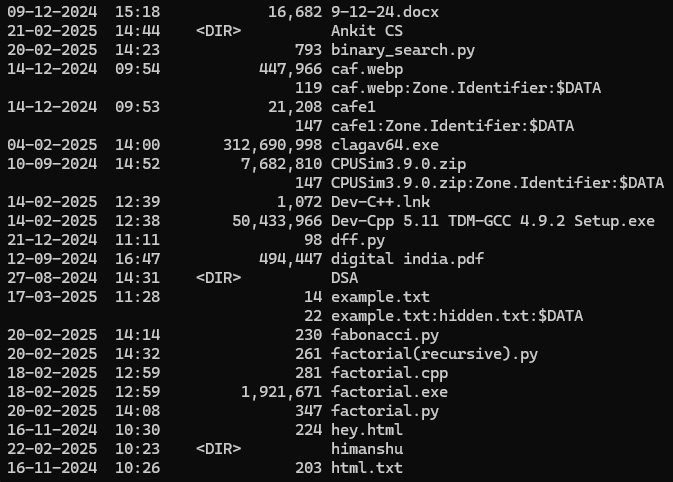 09-12-2024  15:18            16,682 9-12-24.docx
21-02-2025  14:44    <DIR>          Ankit CS
20-02-2025  14:23               793 binary_search.py
14-12-2024  09:54           447,966 caf.webp
                                119 caf.webp:Zone.Identifier:$DATA
14-12-2024  09:53            21,208 cafe1
                                147 cafe1:Zone.Identifier:$DATA
04-02-2025  14:00       312,690,998 clagav64.exe
10-09-2024  14:52         7,682,810 CPUSim3.9.0.zip
                                147 CPUSim3.9.0.zip:Zone.Identifier:$DATA
14-02-2025  12:39             1,072 Dev-C++.lnk
14-02-2025  12:38        50,433,966 Dev-Cpp 5.11 TDM-GCC 4.9.2 Setup.exe
21-12-2024  11:11                98 dff.py
12-09-2024  16:47           494,447 digital india.pdf
27-08-2024  14:31    <DIR>          DSA
17-03-2025  11:28                14 example.txt
                                 22 example.txt:hidden.txt:$DATA
20-02-2025  14:14               230 fabonacci.py
20-02-2025  14:32               261 factorial(recursive).py
18-02-2025  12:59               281 factorial.cpp
18-02-2025  12:59         1,921,671 factorial.exe
20-02-2025  14:08               347 factorial.py
16-11-2024  10:30               224 hey.html
22-02-2025  10:23    <DIR>          himanshu
16-11-2024  10:26               203 html.txt